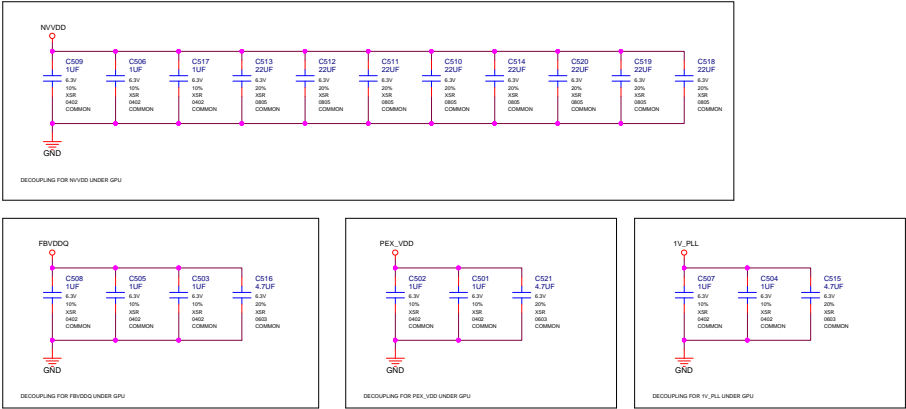 NVVDD
C509 C506 C517 C513 C512 C511 C510 C514 C520 C519 C518
1UF 1UF 1UF 22UF 22UF 22UF 22UF 22UF 22UF 22UF 22UF
6.3V 6.3V 6.3V 6.3V 6.3V 6.3V 6.3V 6.3V 6.3V 6.3V 6.3V
10% 10% 10% 20% 20% 20% 20% 20% 20% 20% 20%
X5R X5R X5R X5R X5R X5R X5R X5R X5R X5R X5R
0402 0402 0402 0805 0805 0805 0805 0805 0805 0805 0805
COMMON COMMON COMMON COMMON COMMON COMMON COMMON COMMON COMMON COMMON COMMON
GND
DECOUPLING FOR NVVDD UNDER GPU
FBVDDQ
C508 C505 C503 C516
1UF 1UF 1UF 4.7UF
6.3V 6.3V 6.3V 6.3V
10% 10% 10% 20%
X5R X5R X5R X5R
0402 0402 0402 0603
COMMON COMMON COMMON COMMON
GND
DECOUPLING FOR FBVDDQ UNDER GPU
PEX_VDD
C502 C501 C521
1UF 1UF 4.7UF
6.3V 6.3V 6.3V
10% 10% 20%
X5R X5R X5R
0402 0402 0603
COMMON COMMON COMMON
GND
DECOUPLING FOR PEX_VDD UNDER GPU
1V_PLL
C507 C504 C515
1UF 1UF 4.7UF
6.3V 6.3V 6.3V
10% 10% 20%
X5R X5R X5R
0402 0402 0603
COMMON COMMON COMMON
GND
DECOUPLING FOR 1V_PLL UNDER GPU